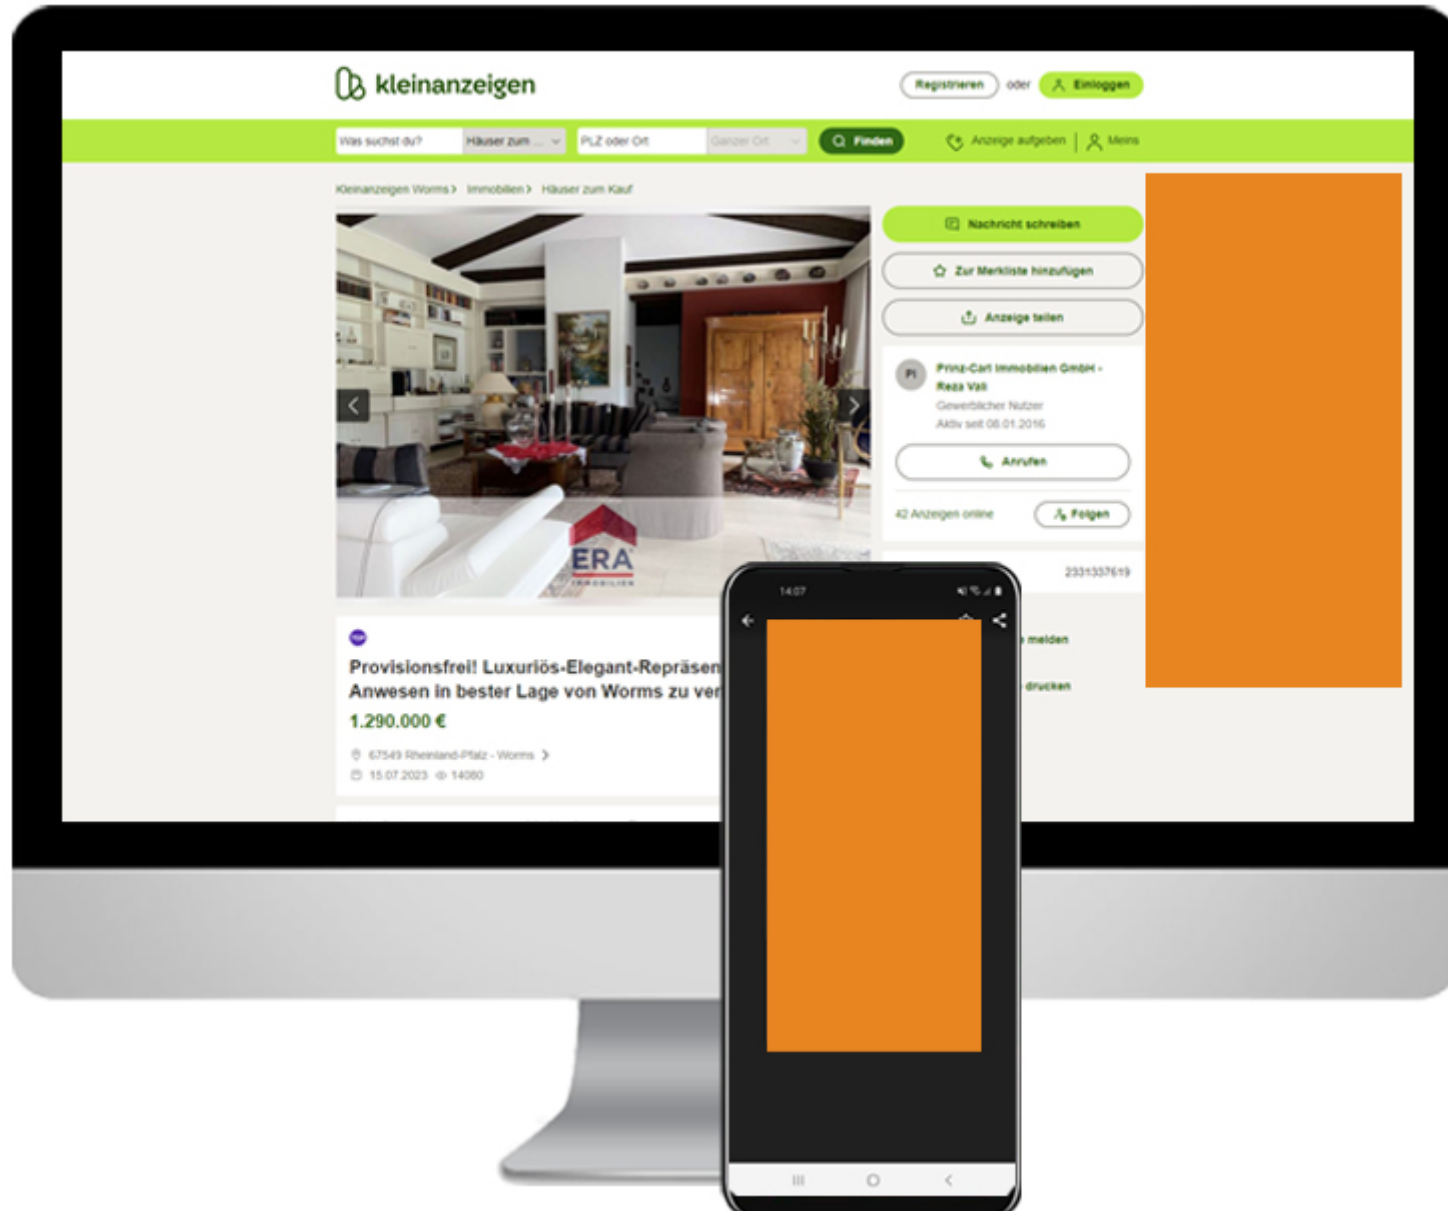 kleinanzeigen
Registrieren oder Einloggen
Was suchst du? Häuser zum ... PLZ oder Ort Ganzer Ort Finden Anzeige aufgeben Meins
Kleinanzeigen Worms > Immobilien > Häuser zum Kauf
Nachricht schreiben
Zur Merkliste hinzufügen
Anzeige teilen
PI
Prinz-Carl Immobilien GmbH -
Reza Vali
Gewerblicher Nutzer
Aktiv seit 08.01.2016
Anrufen
42 Anzeigen online Folgen
2331337619
ERA
IMMOBILIEN
TOP
Provisionsfrei! Luxuriös-Elegant-Repräsen
Anwesen in bester Lage von Worms zu ver
1.290.000 €
67549 Rheinland-Pfalz - Worms
15.07.2023 14080
melden
drucken
14:07